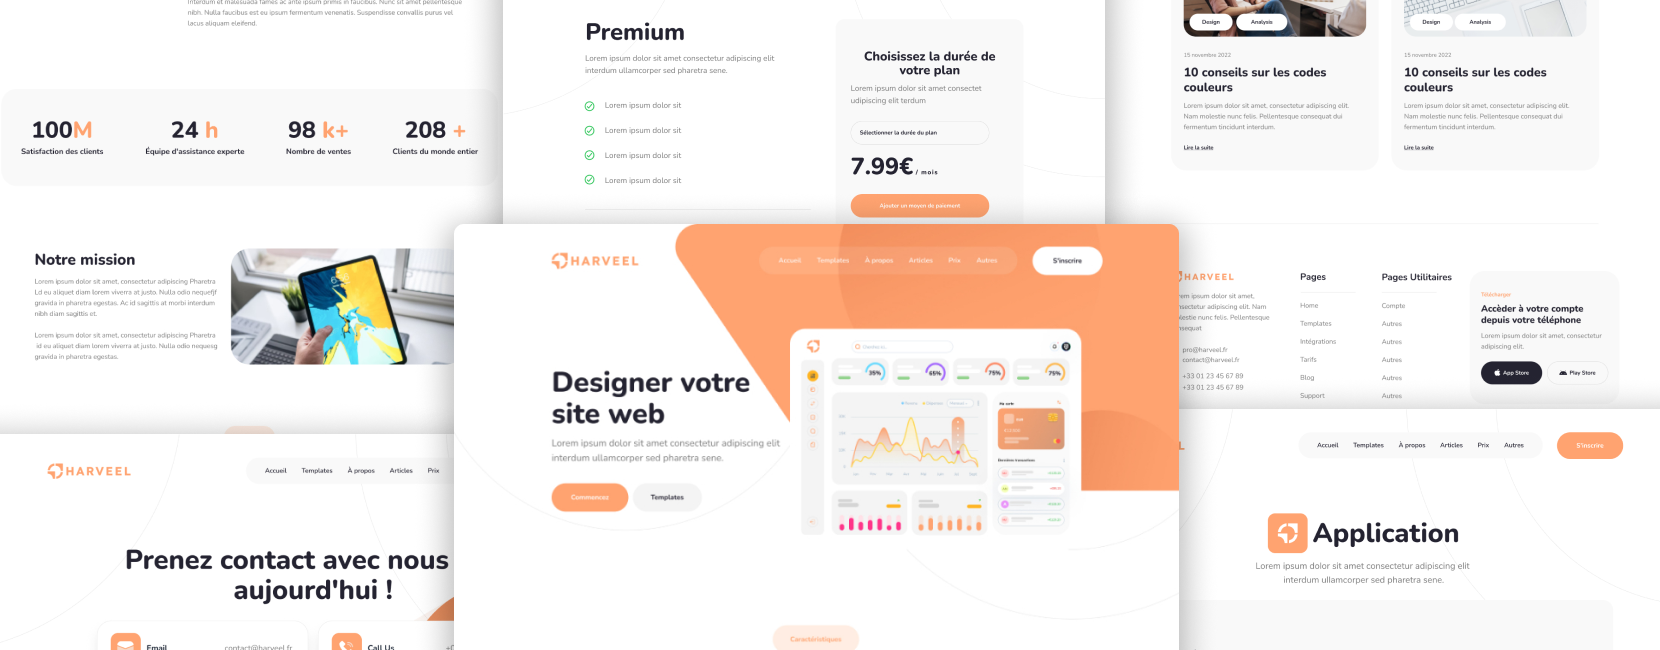 Interdum et malesuada fames ac ante ipsum primis in faucibus. Nunc sit amet pellentesque
nibh. Nulla faucibus est eu ipsum fermentum venenatis. Suspendisse convallis purus vel
lacus aliquam eleifend.
100M
Satisfaction des clients
24 h
Équipe d'assistance experte
98 k+
Nombre de ventes
208 +
Clients du monde entier
Notre mission
Lorem ipsum dolor sit amet, consectetur adipiscing Pharetra
Ld eu aliquet diam lorem viverra at justo. Nulla odio nuquefjf
gravida in pharetra egestas. Ac id sagittis at morbi interdum
nibh diam sagittis et.
Lorem ipsum dolor sit amet, consectetur adipiscing Pharetra
id eu aliquet diam lorem viverra at justo. Nulla odio nuquesg
gravida in pharetra egestas.
Premium
Lorem ipsum dolor sit amet consectetur adipiscing elit
interdum ullamcorper sed pharetra sene.
Lorem ipsum dolor sit
Lorem ipsum dolor sit
Lorem ipsum dolor sit
Lorem ipsum dolor sit
Choisissez la durée de
votre plan
Lorem ipsum dolor sit amet consectet
udipiscing elit terdum
Sélectionner la durée du plan
7.99€ / mois
Ajouter un moyen de paiement
Design Analysis
15 novembre 2022
10 conseils sur les codes
couleurs
Lorem ipsum dolor sit amet, consectetur adipiscing elit.
Nam molestie nunc felis. Pellentesque consequat dui
fermentum tincidunt interdum.
Lire la suite
Design Analysis
15 novembre 2022
10 conseils sur les codes
couleurs
Lorem ipsum dolor sit amet, consectetur adipiscing elit.
Nam molestie nunc felis. Pellentesque consequat dui
fermentum tincidunt interdum.
Lire la suite
HARVEEL
Accueil Templates À propos Articles Prix Autres
S'inscrire
Designer votre
site web
Lorem ipsum dolor sit amet consectetur adipiscing elit
interdum ullamcorper sed pharetra sene.
Commencez
Templates
35%
65%
75%
75%
Caractéristiques
HARVEEL
dolor sit amet,
adipiscing elit. Nam
nunc felis. Pellentesque
pro@harveel.fr
contact@harveel.fr
+33 01 23 45 67 89
+33 01 23 45 67 89
Pages
Home
Templates
Intégrations
Tarifs
Blog
Support
Pages Utilitaires
Compte
Autres
Autres
Autres
Autres
Autres
Télécharger
Accèder à votre compte
depuis votre téléphone
Lorem ipsum dolor sit amet, consectetur
adipiscing elit.
App Store
Play Store
HARVEEL
Accueil Templates À propos Articles Prix
Prenez contact avec nous
aujourd'hui !
Email
contact@harveel.fr
Call Us
Accueil Templates À propos Articles Prix Autres
S'inscrire
Application
Lorem ipsum dolor sit amet consectetur adipiscing elit
interdum ullamcorper sed pharetra sene.